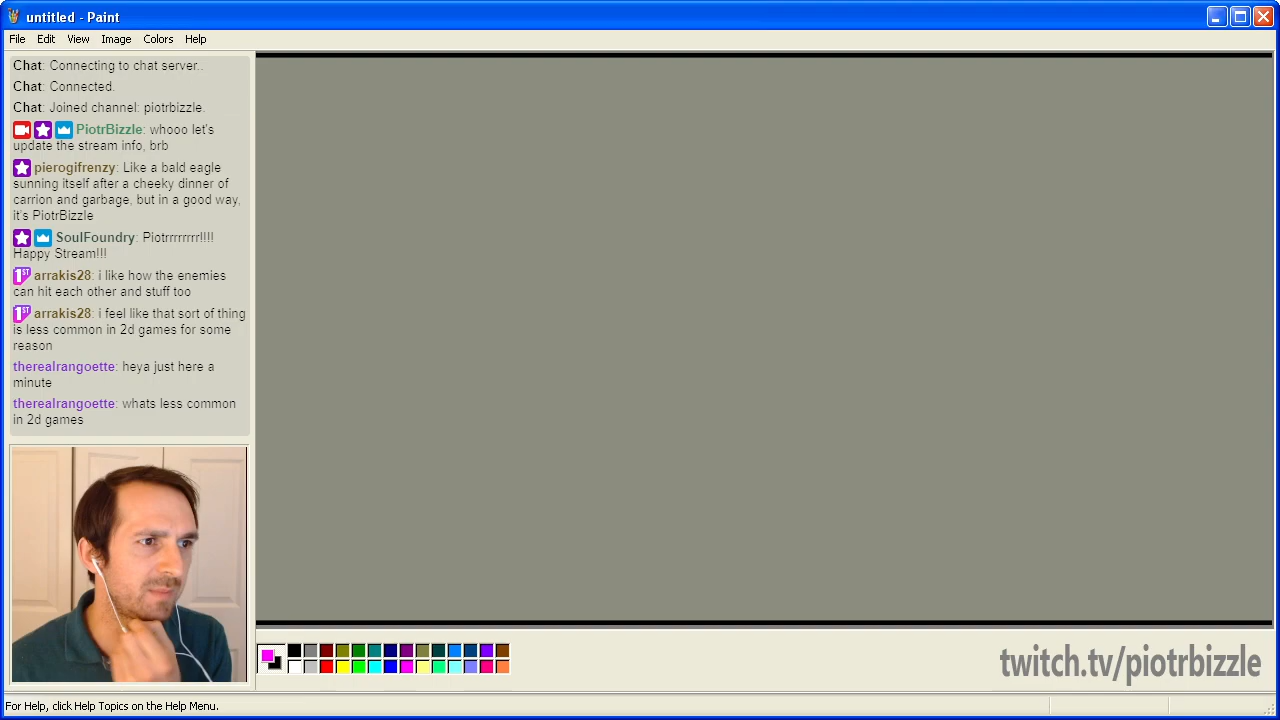 untitled - Paint
File Edit View Image Colors Help
Chat: Connecting to chat server..
Chat: Connected.
Chat: Joined channel: piotrbizzle.
PiotrBizzle: whooo let's
update the stream info, brb
pierogifrenzy: Like a bald eagle
sunning itself after a cheeky dinner of
carrion and garbage, but in a good way,
it's PiotrBizzle
SoulFoundry: Piotrrrrrrrr!!!!
Happy Stream!!!
1ST arrakis28: i like how the enemies
can hit each other and stuff too
1ST arrakis28: i feel like that sort of thing
is less common in 2d games for some
reason
therealrangoette: heya just here a
minute
therealrangoette: whats less common
in 2d games
twitch.tv/piotrbizzle
For Help, click Help Topics on the Help Menu.